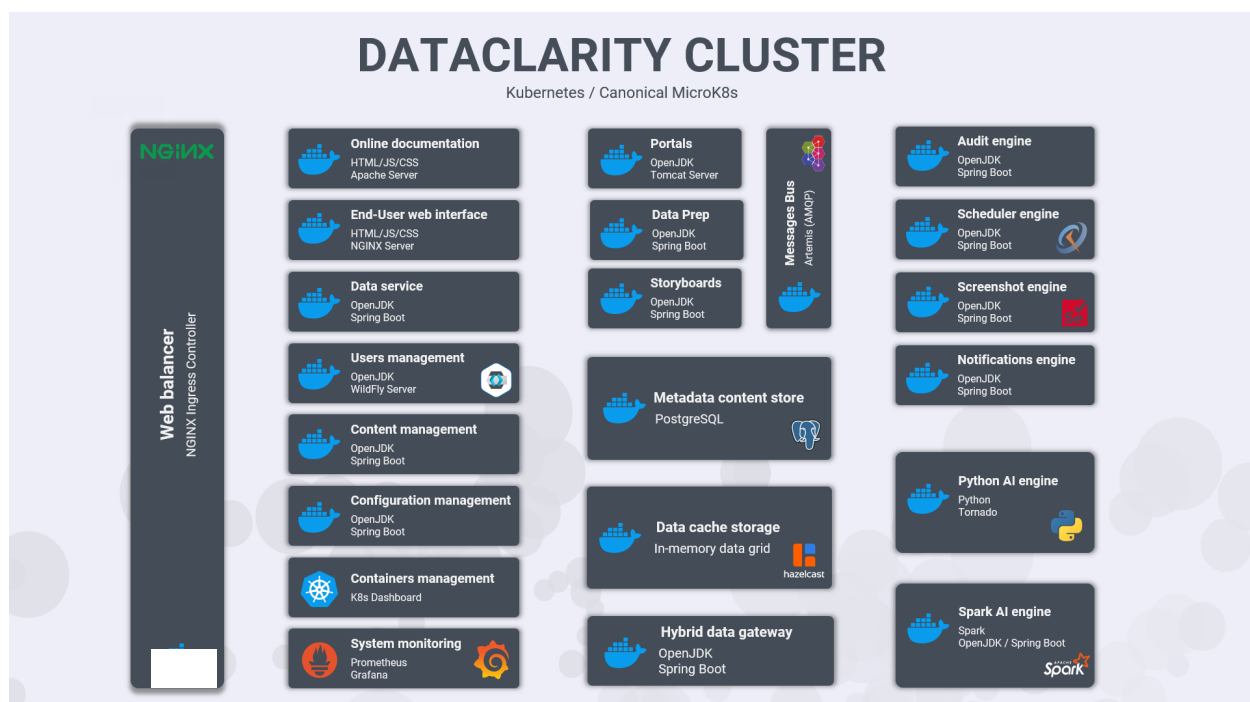 DATACLARITY CLUSTER
Kubernetes / Canonical MicroK8s
NGiNX
Web balancer
NGINX Ingress Controller
Online documentation
HTML/JS/CSS
Apache Server
End-User web interface
HTML/JS/CSS
NGINX Server
Data service
OpenJDK
Spring Boot
Users management
OpenJDK
WildFly Server
Content management
OpenJDK
Spring Boot
Configuration management
OpenJDK
Spring Boot
Containers management
K8s Dashboard
System monitoring
Prometheus
Grafana
Portals
OpenJDK
Tomcat Server
Data Prep
OpenJDK
Spring Boot
Storyboards
OpenJDK
Spring Boot
Messages Bus
Artemis (AMQP)
Metadata content store
PostgreSQL
Data cache storage
In-memory data grid
hazelcast
Hybrid data gateway
OpenJDK
Spring Boot
Audit engine
OpenJDK
Spring Boot
Scheduler engine
OpenJDK
Spring Boot
Screenshot engine
OpenJDK
Spring Boot
Se
Notifications engine
OpenJDK
Spring Boot
Python AI engine
Python
Tornado
Spark AI engine
Spark
OpenJDK / Spring Boot
APACHE
Spark